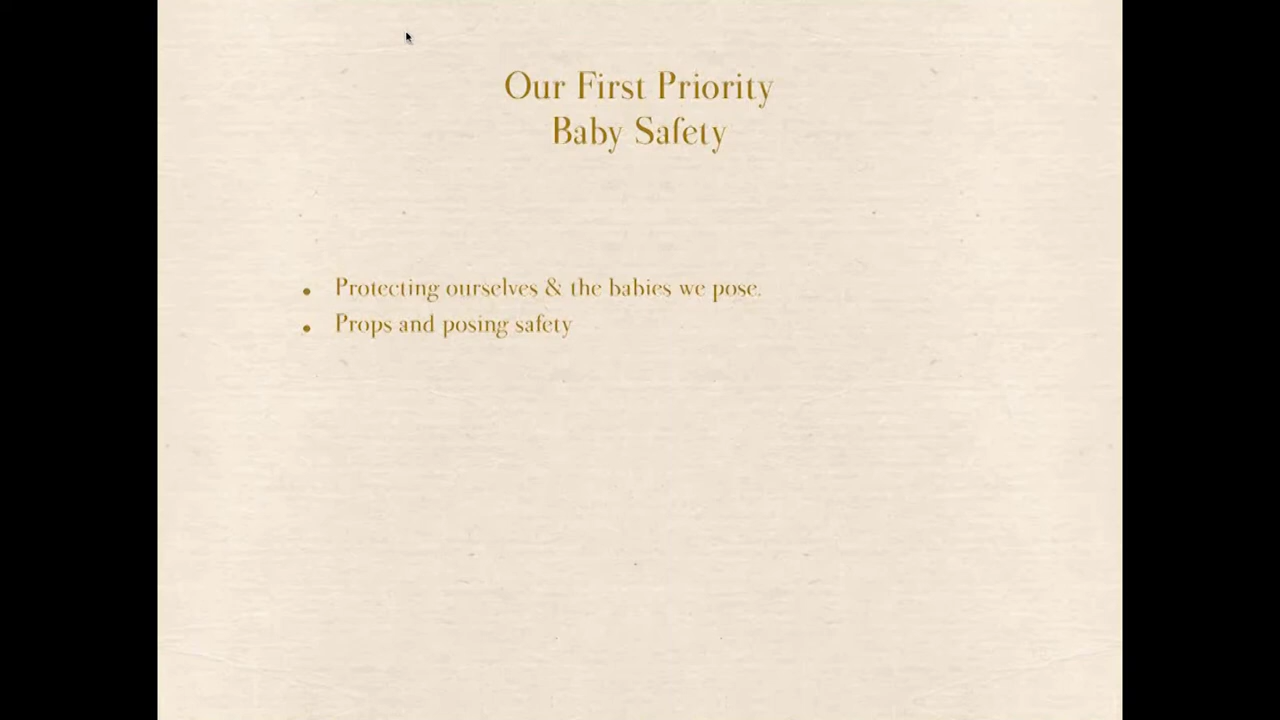 Our First Priority
Baby Safety
• Protecting ourselves & the babies we pose.
• Props and posing safety